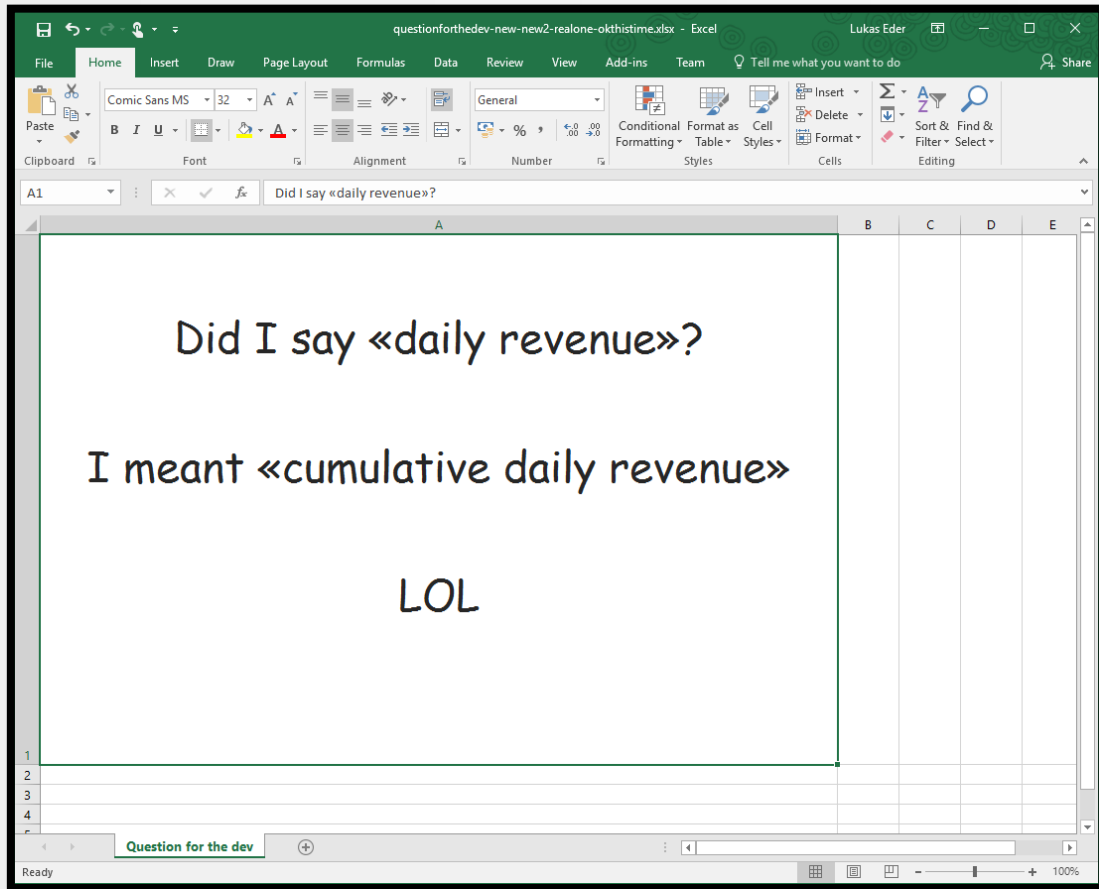 questionforthedev-new-new2-realone-okthistime.xlsx - Excel
Lukas Eder
File Home Insert Draw Page Layout Formulas Data Review View Add-ins Team Tell me what you want to do Share
Comic Sans MS 32 General
Insert
Delete
Format
Paste
B I U
Conditional Formatting
Format as Table
Cell Styles
Sort & Filter
Find & Select
Clipboard Font Alignment Number Styles Cells Editing
A1 fx Did I say «daily revenue»?
A B C D E
Did I say «daily revenue»?
I meant «cumulative daily revenue»
LOL
1
2
3
4
Question for the dev
Ready 100%